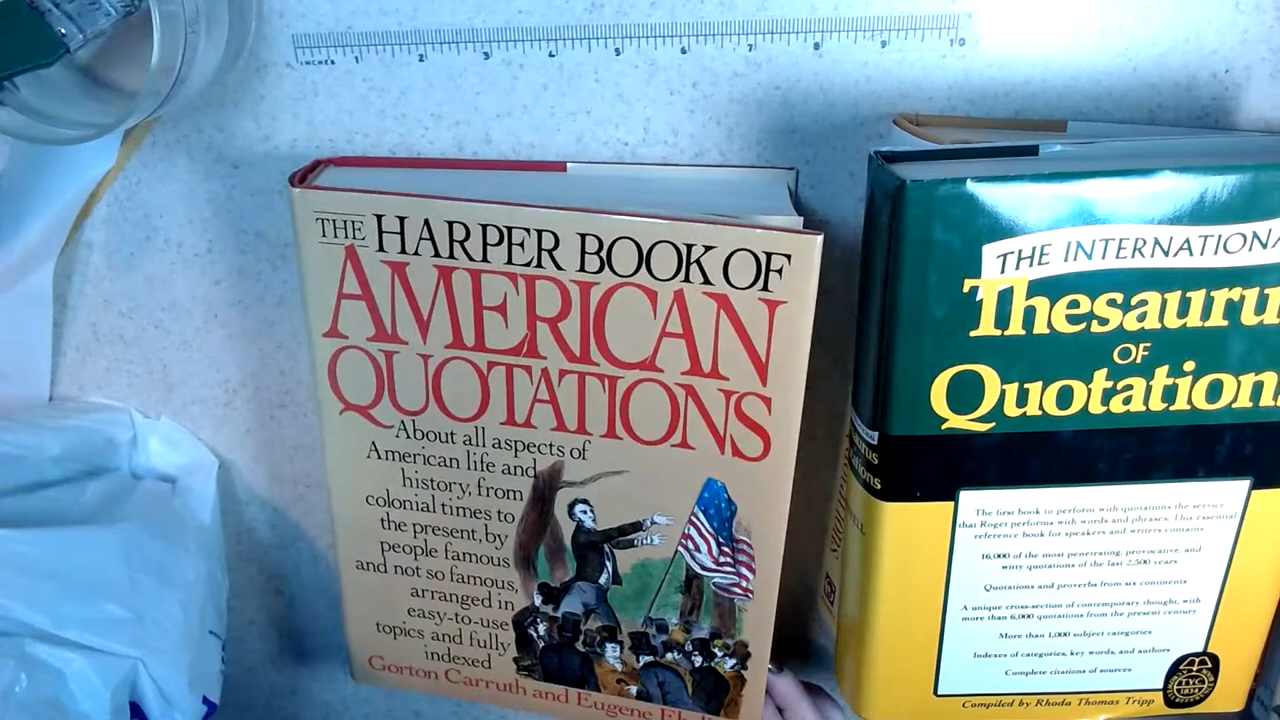 INCHES 1 2 3 4 5 6 7 8 9 10
THE HARPER BOOK OF
AMERICAN
QUOTATIONS
About all aspects of
American life and
history, from
colonial times to
the present, by
people famous
and not so famous,
arranged in
easy-to-use
topics and fully
indexed
Gorton Carruth and Eugene
THE INTERNATIONA
Thesauru
OF
Quotation
The first book to perform with quotations the service
that Roget performs with words and phrases. This essential
reference book for speakers and writers contains
16,000 of the most penetrating, provocative, and
witty quotations of the last 2,500 years
Quotations and proverbs from six continents
A unique cross-section of contemporary thought, with
more than 6,000 quotations from the present century
More than 1,000 subject categories
Indexes of categories, key words, and authors
Complete citations of sources
Compiled by Rhoda Thomas Tripp
TYC
1834